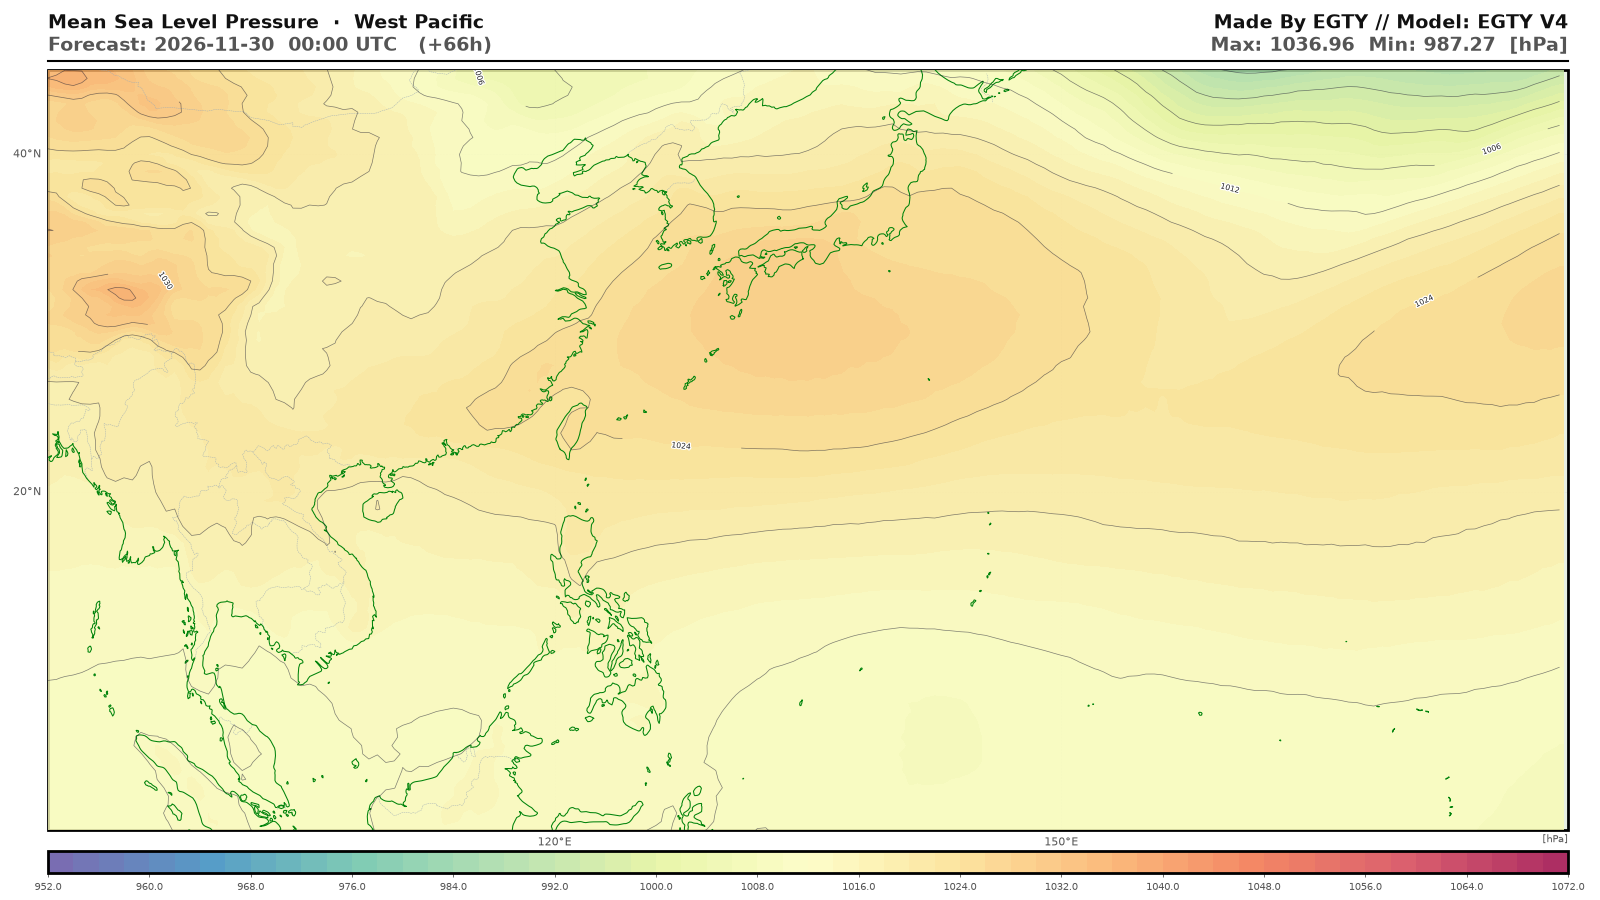 Mean Sea Level Pressure · West Pacific
Made By EGTY // Model: EGTY V4
Forecast: 2026-11-30 00:00 UTC (+66h)
Max: 1036.96 Min: 987.27 [hPa]
1006
40°N
1012
1030
1024
1024
20°N
120°E
150°E
[hPa]
952.0 960.0 968.0 976.0 984.0 992.0 1000.0 1008.0 1016.0 1024.0 1032.0 1040.0 1048.0 1056.0 1064.0 1072.0